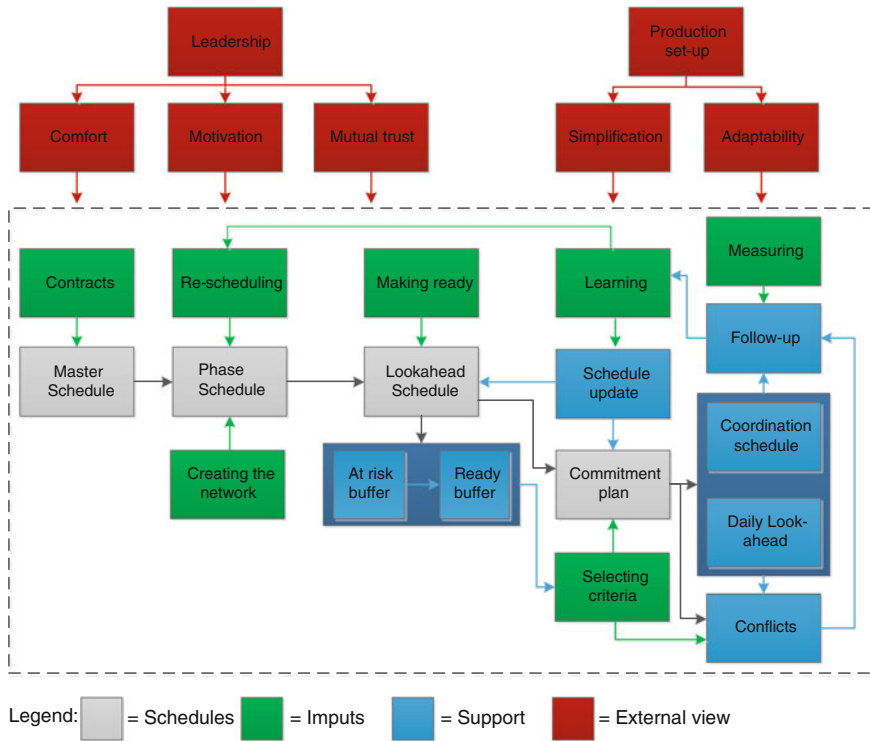 Leadership
Production
set-up
Comfort
Motivation
Mutual trust
Simplification
Adaptability
Contracts
Re-scheduling
Making ready
Learning
Measuring
Master
Schedule
Phase
Schedule
Lookahead
Schedule
Schedule
update
Follow-up
Creating the
network
At risk
buffer
Ready
buffer
Commitment
plan
Coordination
schedule
Daily Look-
ahead
Selecting
criteria
Conflicts
Legend:
= Schedules
= Imputs
= Support
= External view